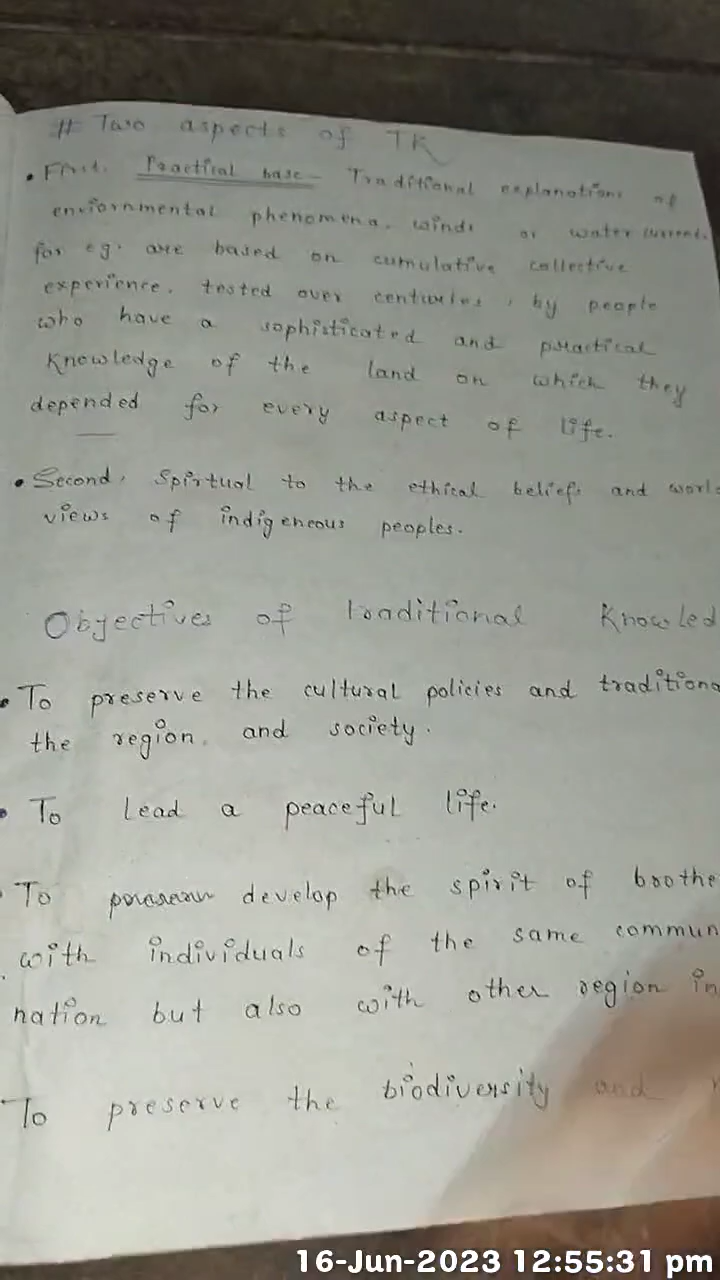 # Two aspects of TK
• First. Practical base - Traditional explanations of
enviornmental phenomena. winds or water current.
for eg. are based on cumulative collective
experience. tested over centuries, by people
who have a sophisticated and practical
knowledge of the land on which they
depended for every aspect of life.
• Second, Spirtual to the ethical beliefs and world
views of indigeneous peoples.
Objectives of traditional Knowled
• To preserve the cultural policies and traditiona
the region. and society.
• To lead a peaceful life.
• To develop the spirit of brothe
with individuals of the same commun
nation but also with other region in
To preserve the biodiversity and
16-Jun-2023 12:55:31 pm